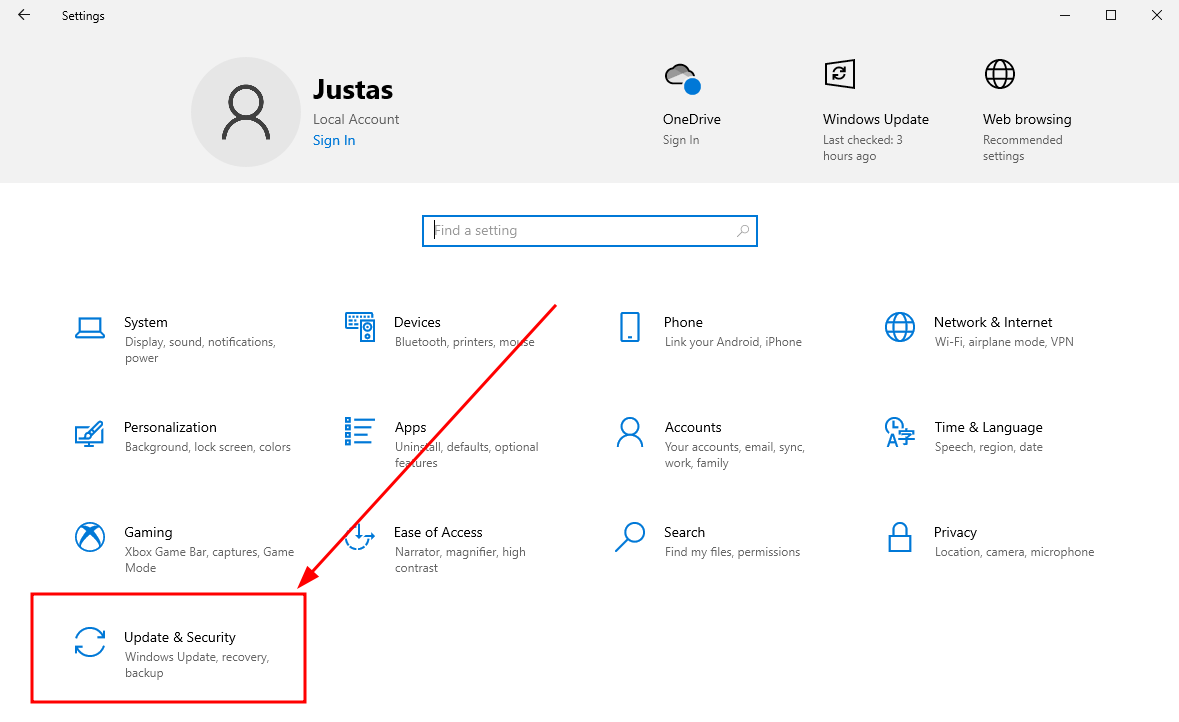 Settings
Justas
Local Account
Sign In
OneDrive
Sign In
Windows Update
Last checked: 3
hours ago
Web browsing
Recommended
settings
Find a setting
System
Display, sound, notifications,
power
Devices
Bluetooth, printers, mouse
Phone
Link your Android, iPhone
Network & Internet
Wi-Fi, airplane mode, VPN
Personalization
Background, lock screen, colors
Apps
Uninstall, defaults, optional
features
Accounts
Your accounts, email, sync,
work, family
Time & Language
Speech, region, date
Gaming
Xbox Game Bar, captures, Game
Mode
Ease of Access
Narrator, magnifier, high
contrast
Search
Find my files, permissions
Privacy
Location, camera, microphone
Update & Security
Windows Update, recovery,
backup